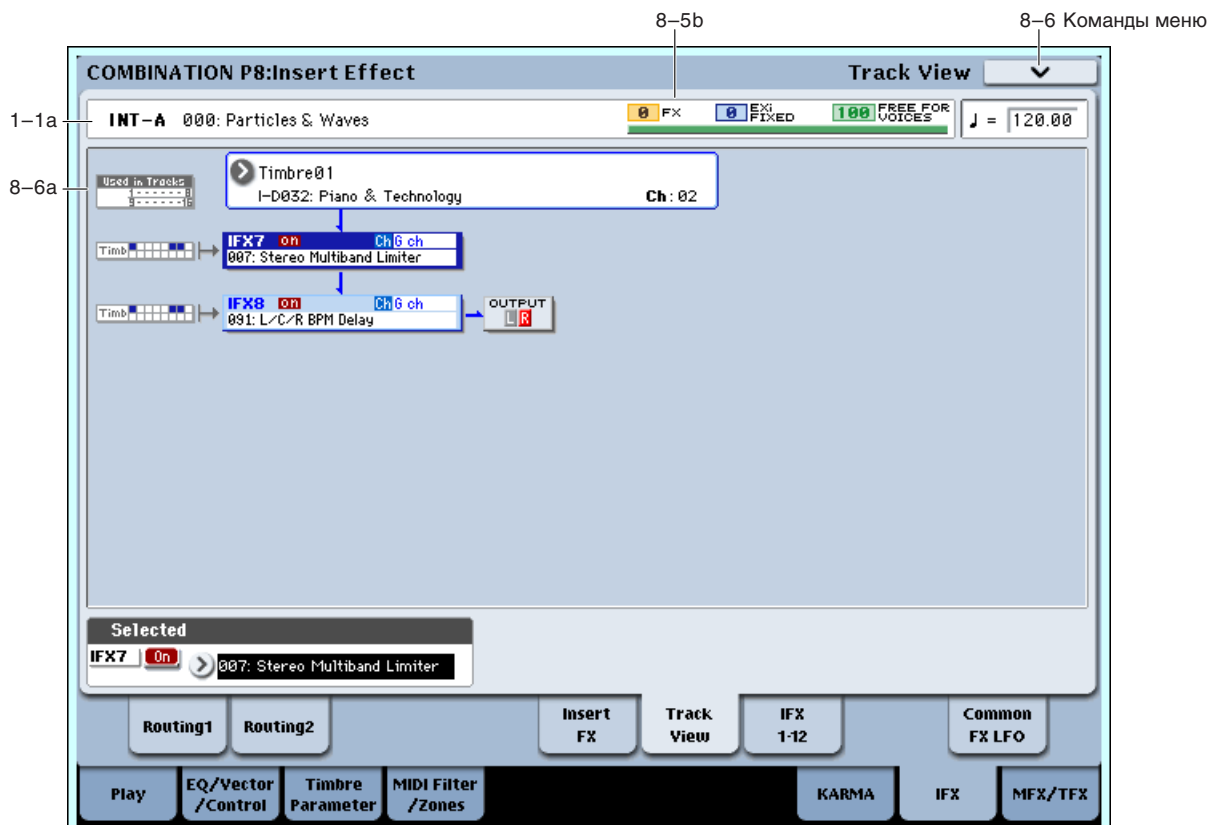 8–5b
8–6 Команды меню
COMBINATION P8:Insert Effect
Track View
1–1a
INT-A 000: Particles & Waves
0 FX
0 EXi FIXED
100 FREE FOR VOICES
♩ = 120.00
8–6a
Used in Tracks
1------8
9------16
Timbre01
I-D032: Piano & Technology
Ch: 02
Timb
IFX7 on Ch G ch
007: Stereo Multiband Limiter
Timb
IFX8 on Ch G ch
091: L/C/R BPM Delay
OUTPUT
L R
Selected
IFX7 On 007: Stereo Multiband Limiter
Routing1
Routing2
Insert
FX
Track
View
IFX
1-12
Common
FX LFO
Play
EQ/Vector
/Control
Timbre
Parameter
MIDI Filter
/Zones
KARMA
IFX
MFX/TFX